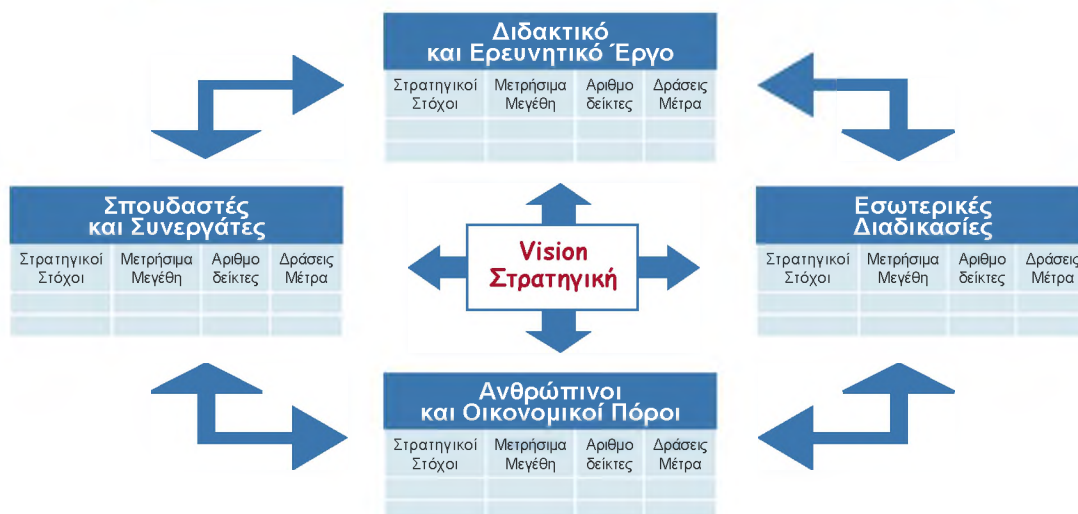 Διδακτικό
και Ερευνητικό Έργο
Στρατηγικοί Μετρήσιμα Αριθμο Δράσεις
Στόχοι Μεγέθη δείκτες Μέτρα
Σπουδαστές
και Συνεργάτες
Στρατηγικοί Μετρήσιμα Αριθμο Δράσεις
Στόχοι Μεγέθη δείκτες Μέτρα
Vision
Στρατηγική
Εσωτερικές
Διαδικασίες
Στρατηγικοί Μετρήσιμα Αριθμο Δράσεις
Στόχοι Μεγέθη δείκτες Μέτρα
Ανθρώπινοι
και Οικονομικοί Πόροι
Στρατηγικοί Μετρήσιμα Αριθμο Δράσεις
Στόχοι Μεγέθη δείκτες Μέτρα